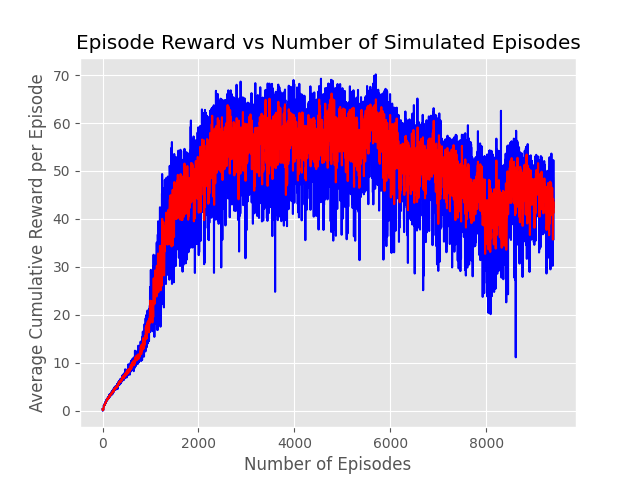 Episode Reward vs Number of Simulated Episodes
Average Cumulative Reward per Episode
70
60
50
40
30
20
10
0
0 2000 4000 6000 8000
Number of Episodes